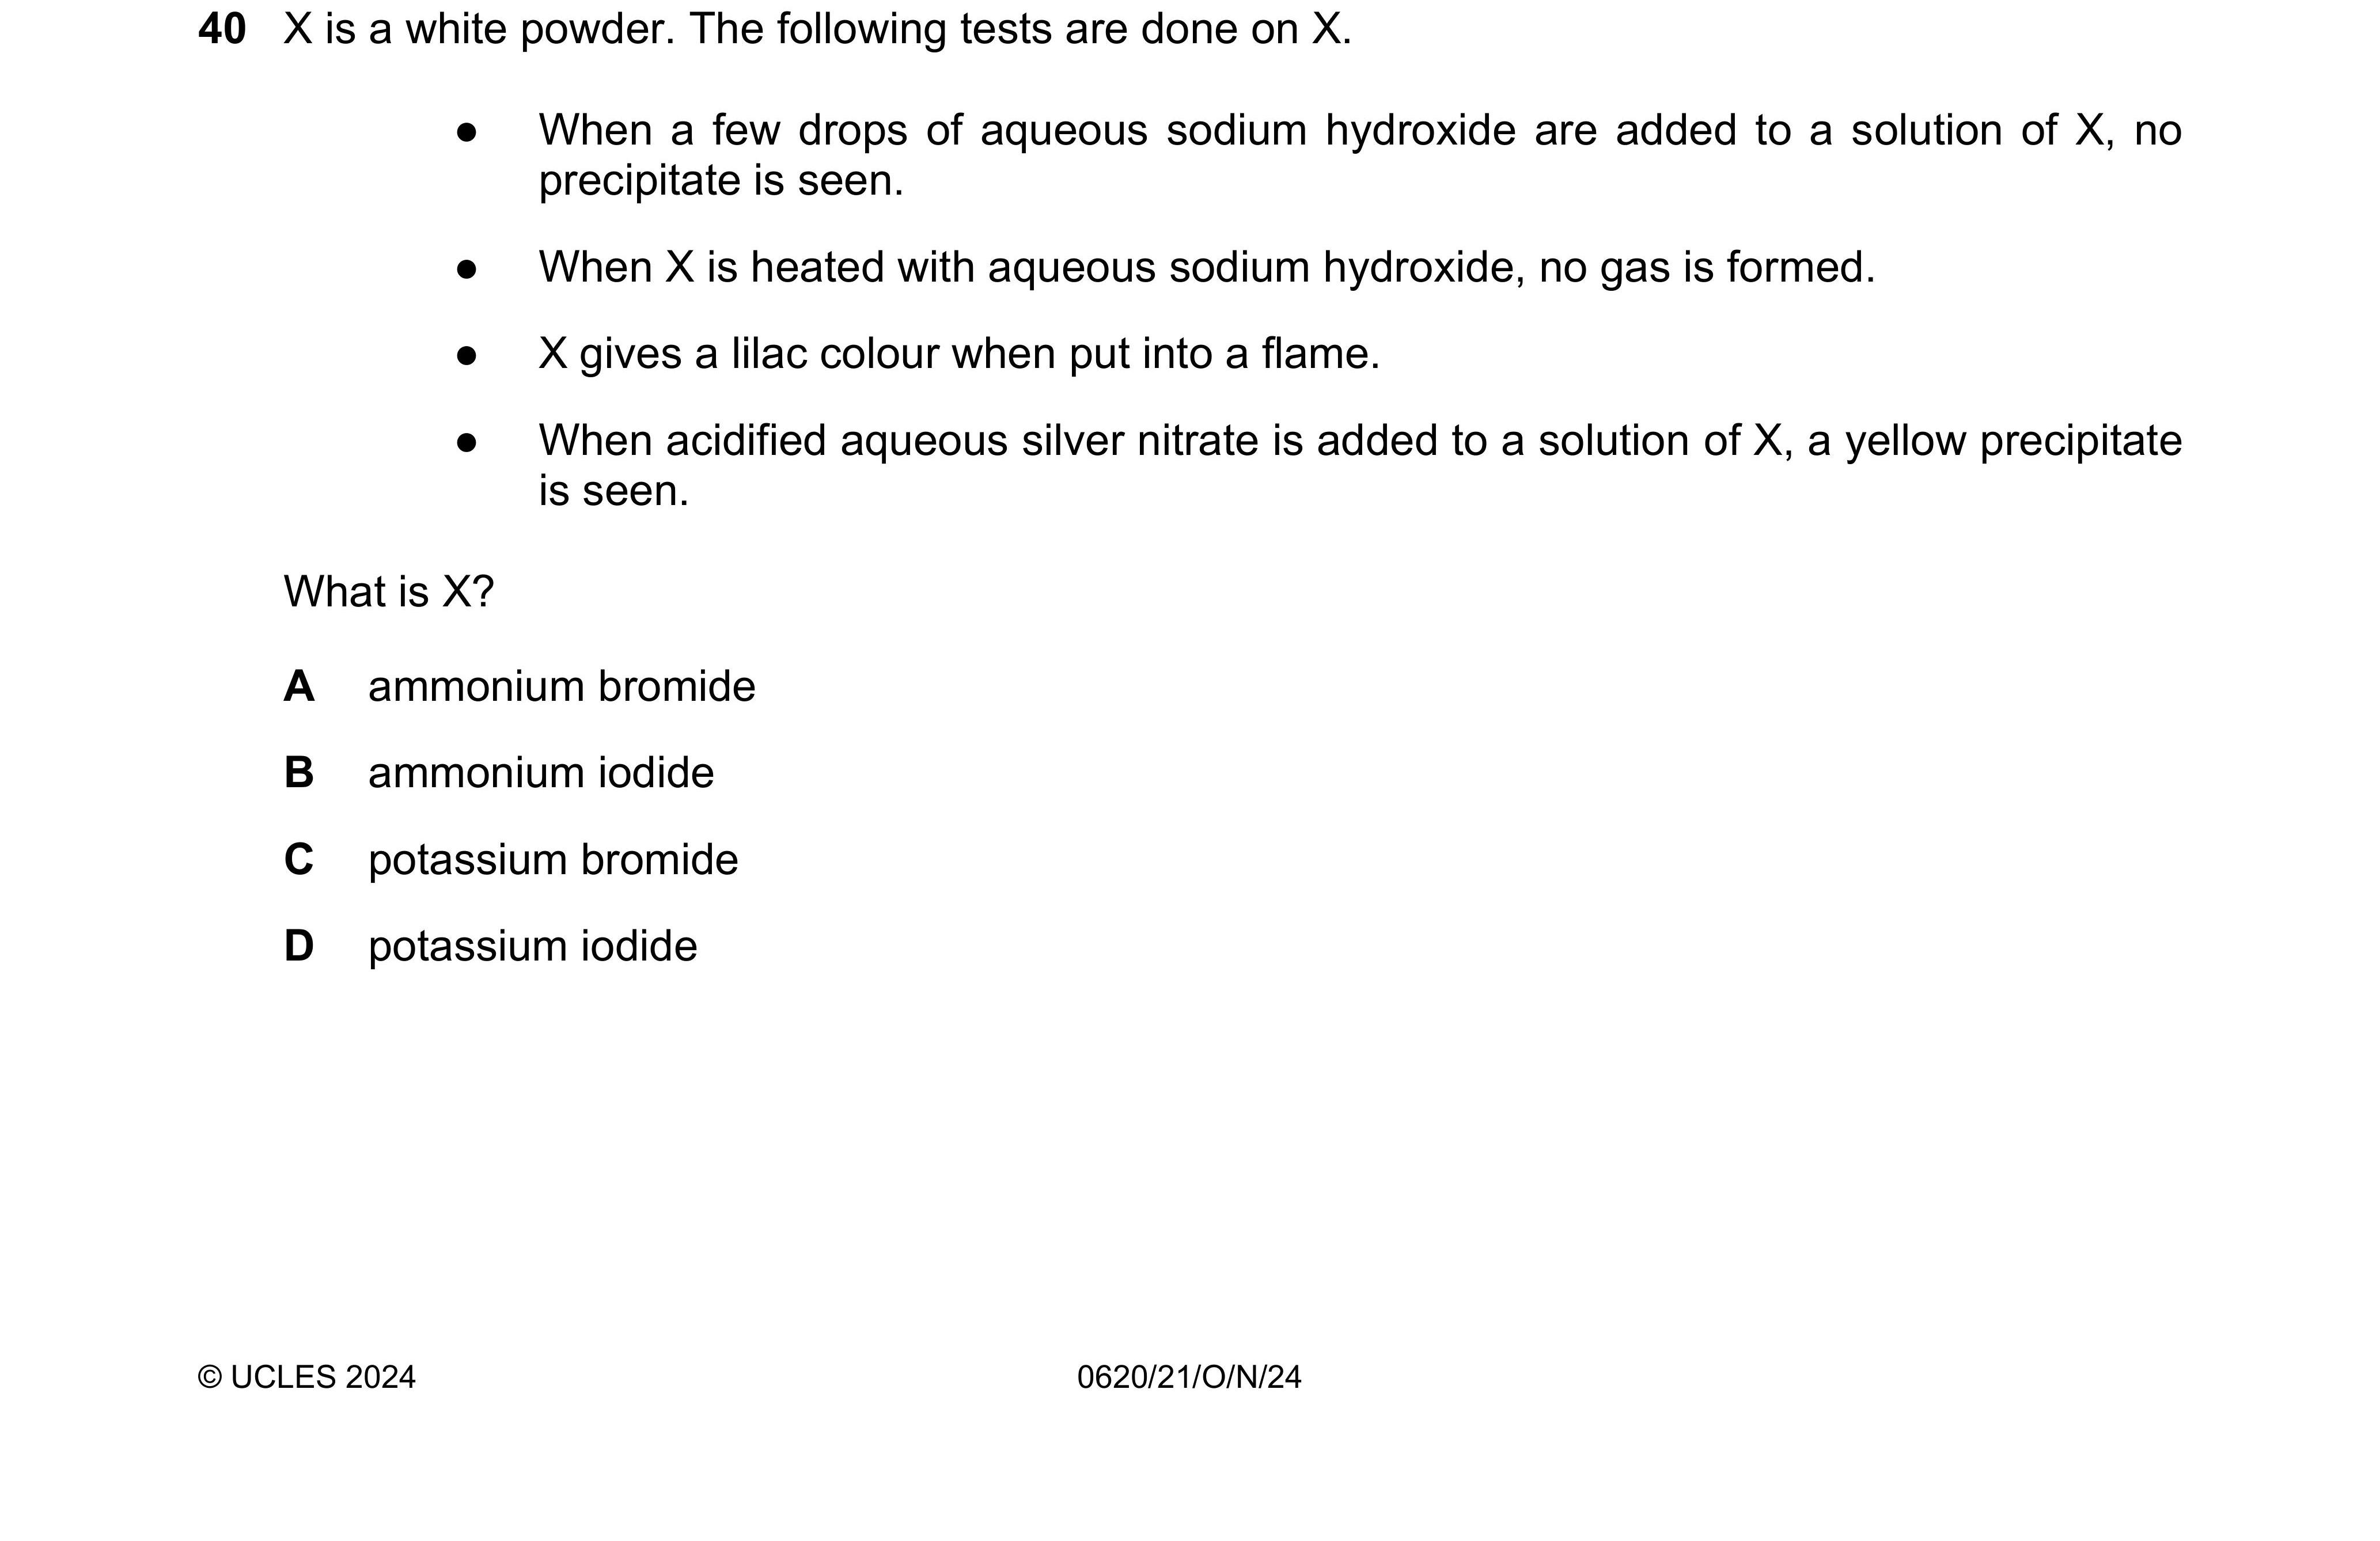 40 X is a white powder. The following tests are done on X.
● When a few drops of aqueous sodium hydroxide are added to a solution of X, no
precipitate is seen.
● When X is heated with aqueous sodium hydroxide, no gas is formed.
● X gives a lilac colour when put into a flame.
● When acidified aqueous silver nitrate is added to a solution of X, a yellow precipitate
is seen.
What is X?
A ammonium bromide
B ammonium iodide
C potassium bromide
D potassium iodide
© UCLES 2024 0620/21/O/N/24